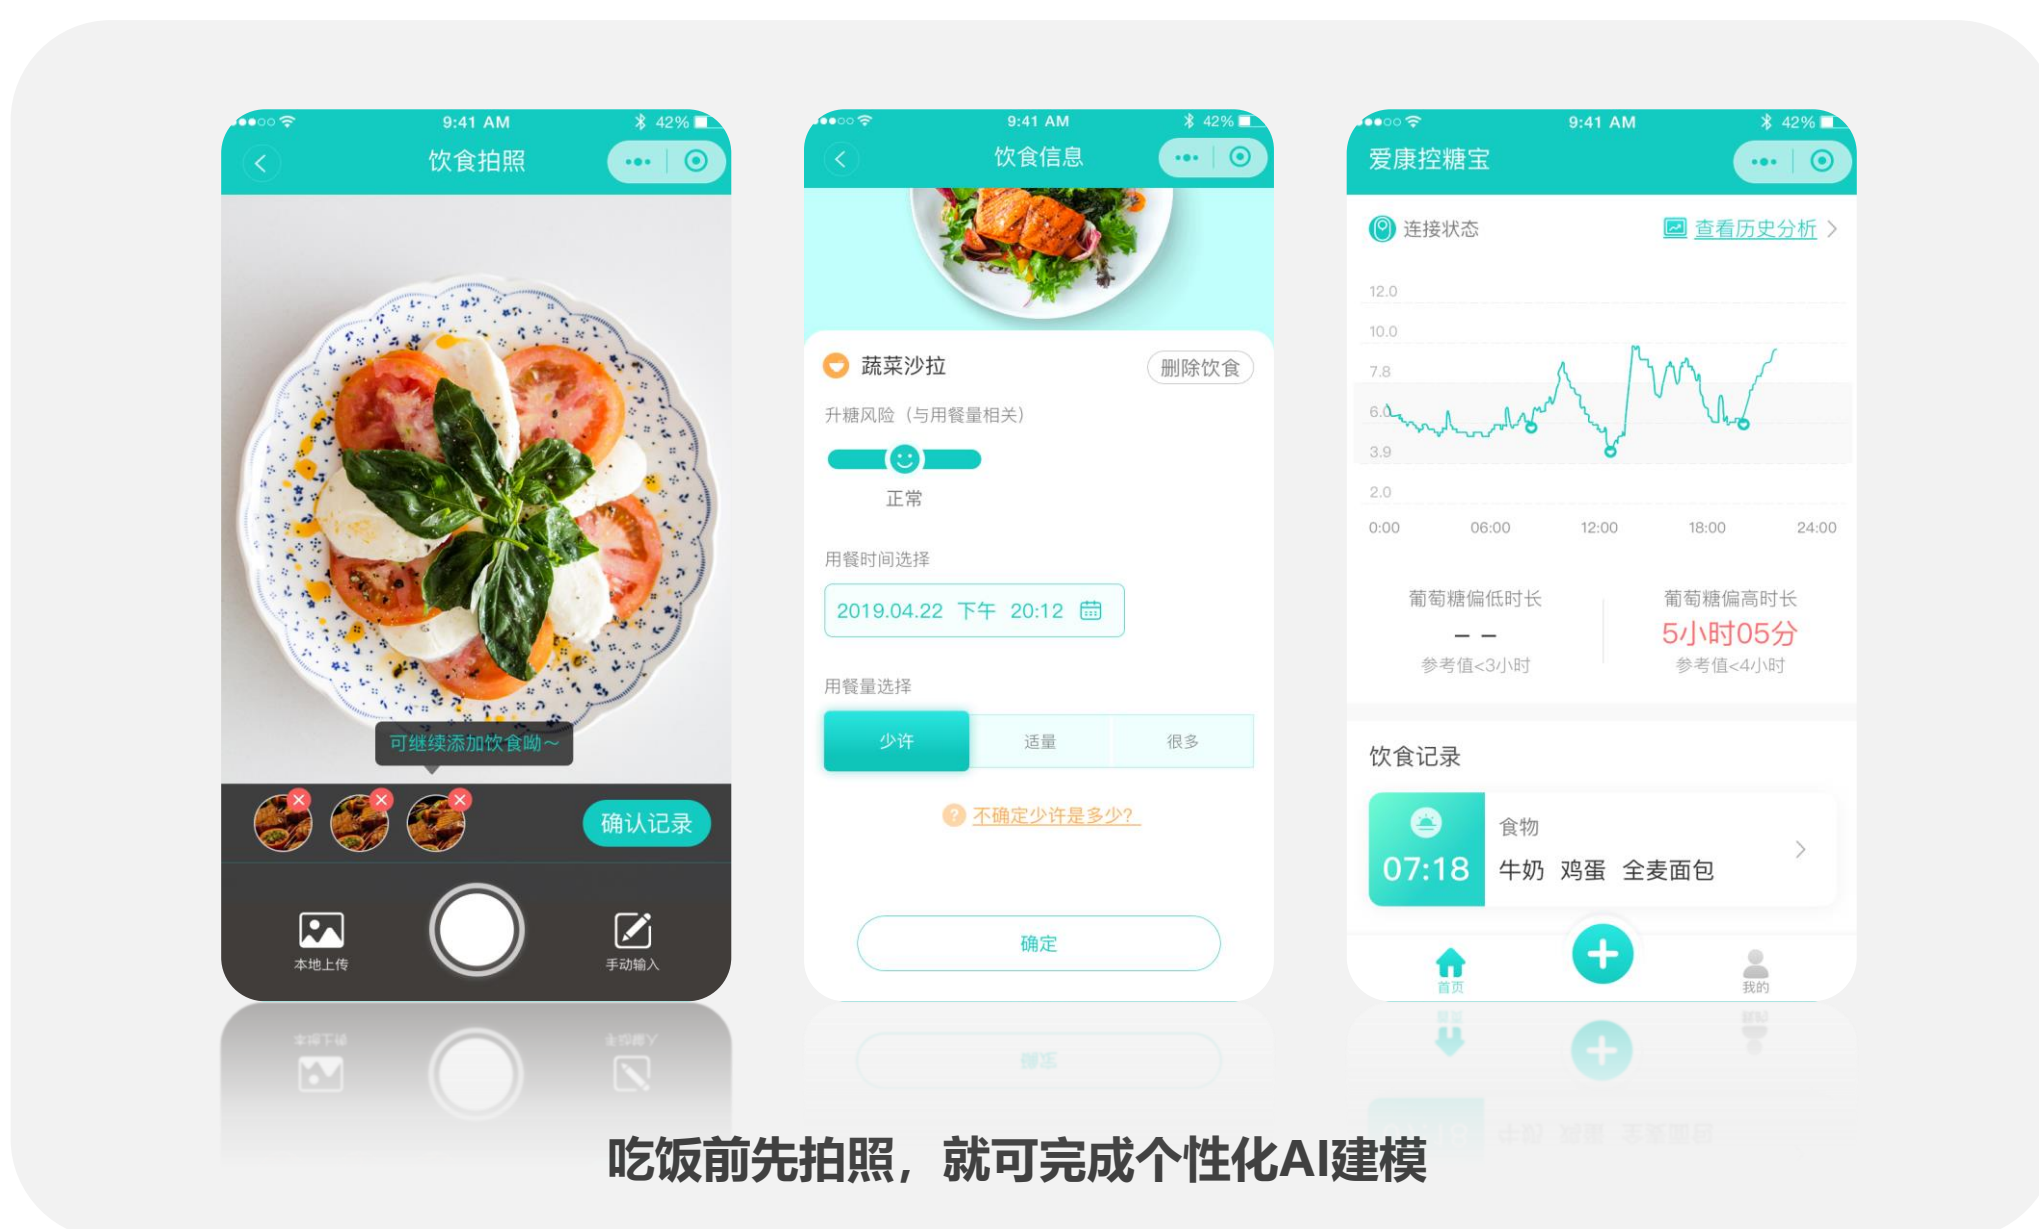 9:41 AM
42%
饮食拍照
可继续添加饮食呦～
确认记录
本地上传
手动输入
9:41 AM
42%
饮食信息
蔬菜沙拉
删除饮食
升糖风险（与用餐量相关）
正常
用餐时间选择
2019.04.22 下午 20:12
用餐量选择
少许
适量
很多
? 不确定少许是多少?
确定
9:41 AM
42%
爱康控糖宝
连接状态
查看历史分析
12.0
10.0
7.8
6.0
3.9
2.0
0:00 06:00 12:00 18:00 24:00
葡萄糖偏低时长
– –
参考值<3小时
葡萄糖偏高时长
5小时05分
参考值<4小时
饮食记录
07:18
食物
牛奶 鸡蛋 全麦面包
首页
我的
吃饭前先拍照，就可完成个性化AI建模